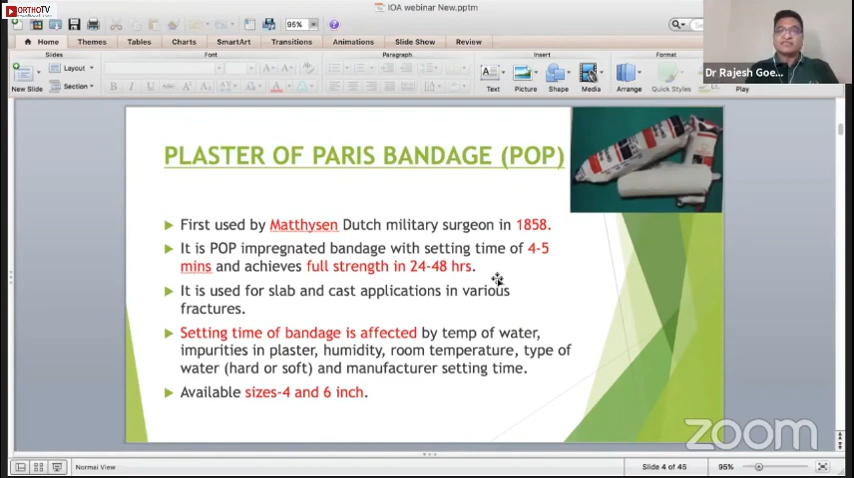 ORTHOTV
IOA webinar New.pptm
95%
Home Themes Tables Charts SmartArt Transitions Animations Slide Show Review
Slides Font Paragraph Insert Format
Layout
Section
New Slide
B I U
Text Picture Shape Media Arrange Quick Styles Play
Dr Rajesh Goe...
PLASTER OF PARIS BANDAGE (POP)
First used by Matthysen Dutch military surgeon in 1858.
It is POP impregnated bandage with setting time of 4-5
mins and achieves full strength in 24-48 hrs.
It is used for slab and cast applications in various
fractures.
Setting time of bandage is affected by temp of water,
impurities in plaster, humidity, room temperature, type of
water (hard or soft) and manufacturer setting time.
Available sizes-4 and 6 inch.
zoom
Normal View
Slide 4 of 45
95%